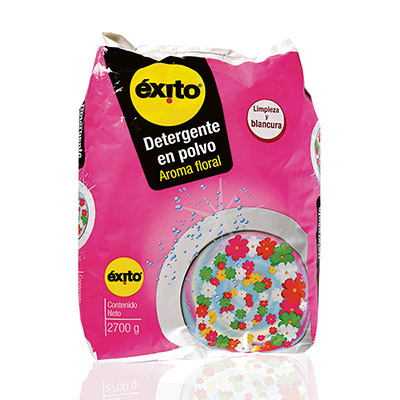 éxito
Detergente
en polvo
Aroma floral
Limpieza
y
blancura
éxito
Contenido
Neto
2700 g